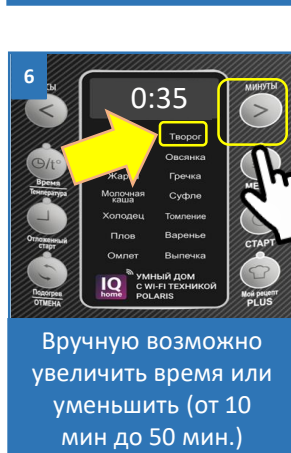 6
МИНУТЫ
0:35
Творог
Овсянка
Гречка
Молочная
каша
Суфле
Холодец
Томление
Плов
Варенье
Омлет
Выпечка
Время
Температура
Отложенный
старт
СТАРТ
Подогрев
ОТМЕНА
Мой рецепт
PLUS
IQ
home
УМНЫЙ ДОМ
С WI-FI ТЕХНИКОЙ
POLARIS
Вручную возможно
увеличить время или
уменьшить (от 10
мин до 50 мин.)